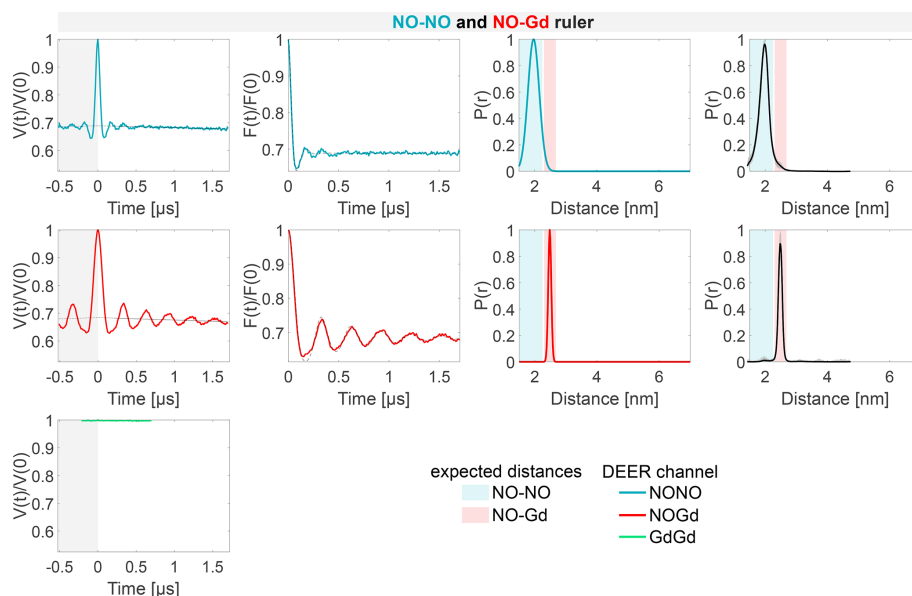 NO-NO and NO-Gd ruler
V(t)/V(0)
1
0.9
0.8
0.7
0.6
-0.5 0 0.5 1 1.5
Time [µs]
F(t)/F(0)
1
0.9
0.8
0.7
0 0.5 1 1.5
Time [µs]
P(r)
1
0.8
0.6
0.4
0.2
0
2 4 6
Distance [nm]
P(r)
1
0.8
0.6
0.4
0.2
0
2 4 6
Distance [nm]
V(t)/V(0)
1
0.9
0.8
0.7
0.6
-0.5 0 0.5 1 1.5
Time [µs]
F(t)/F(0)
1
0.9
0.8
0.7
0 0.5 1 1.5
Time [µs]
P(r)
1
0.8
0.6
0.4
0.2
0
2 4 6
Distance [nm]
P(r)
1
0.8
0.6
0.4
0.2
0
2 4 6
Distance [nm]
V(t)/V(0)
1
0.9
0.8
0.7
0.6
-0.5 0 0.5 1 1.5
Time [µs]
expected distances
NO-NO
NO-Gd
DEER channel
NONO
NOGd
GdGd